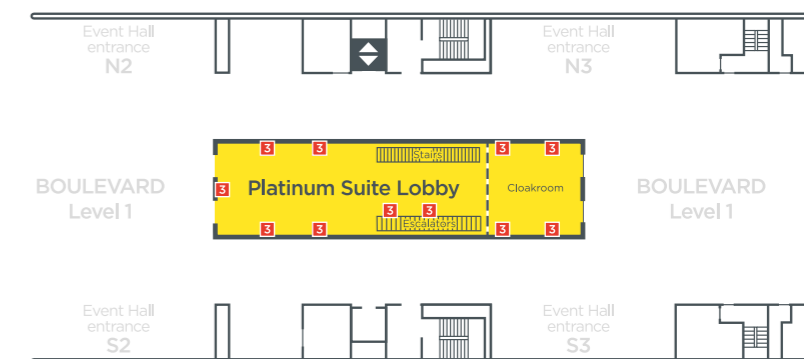 Event Hall
entrance
N2
Event Hall
entrance
N3
3
3
3
3
Stairs
BOULEVARD
Level 1
3
Platinum Suite Lobby
Cloakroom
BOULEVARD
Level 1
3
3
Escalators
3
3
3
3
Event Hall
entrance
S2
Event Hall
entrance
S3